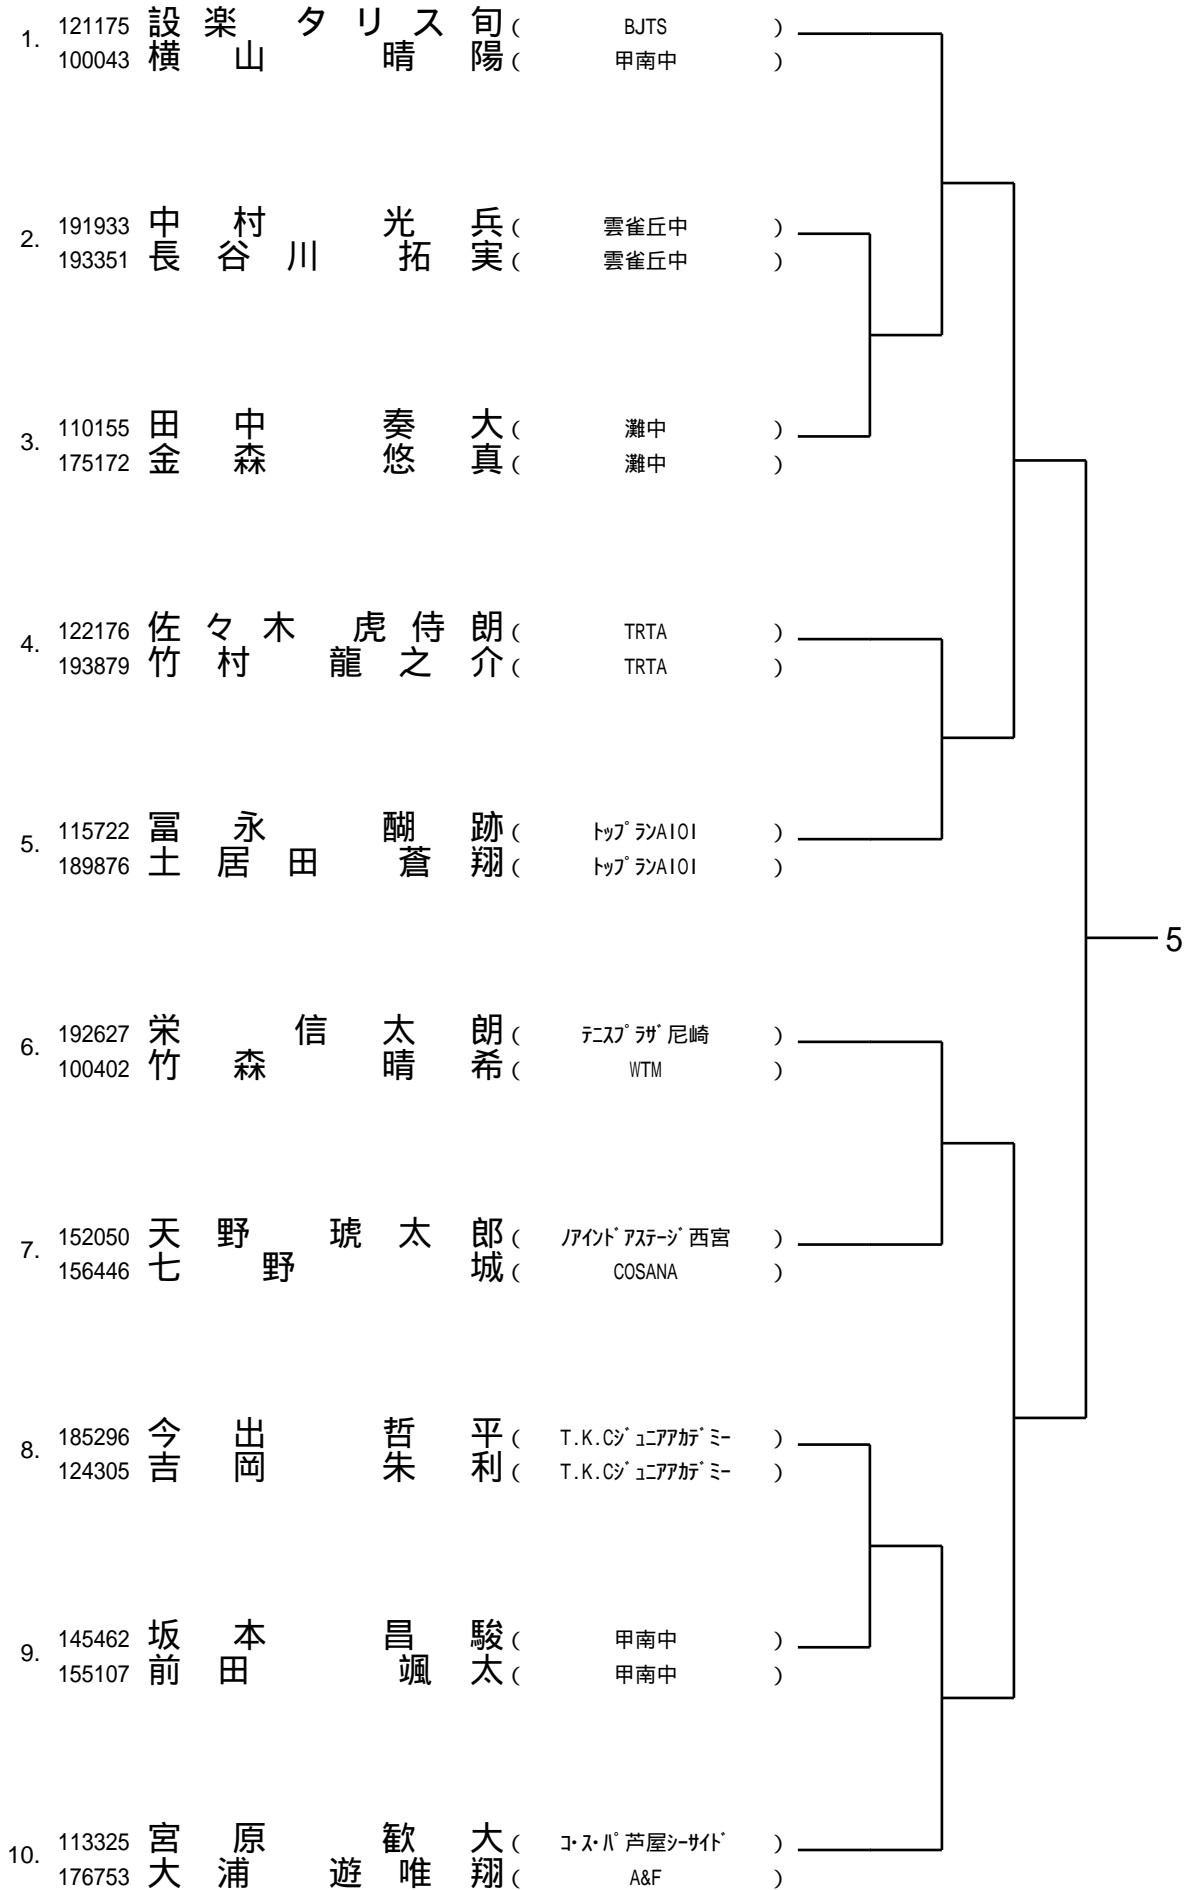 1. 121175 設楽 タリス旬 ( BJTS )
100043 横山 晴陽 ( 甲南中 )
2. 191933 中村 光兵 ( 雲雀丘中 )
193351 長谷川 拓実 ( 雲雀丘中 )
3. 110155 田中 奏大 ( 灘中 )
175172 金森 悠真 ( 灘中 )
4. 122176 佐々木 虎侍朗 ( TRTA )
193879 竹村 龍之介 ( TRTA )
5. 115722 冨永 醐跡 ( ﾄｯﾌﾟﾗﾝAIOI )
189876 土居田 蒼翔 ( ﾄｯﾌﾟﾗﾝAIOI )
5
6. 192627 栄 信太朗 ( ﾃﾆｽﾌﾟﾗｻﾞ尼崎 )
100402 竹森 晴希 ( WTM )
7. 152050 天野 琥太郎 ( ﾉｱｲﾝﾄﾞｱｽﾃｰｼﾞ西宮 )
156446 七野 城 ( COSANA )
8. 185296 今出 哲平 ( T.K.Cｼﾞｭﾆｱｱｶﾃﾞﾐｰ )
124305 吉岡 朱利 ( T.K.Cｼﾞｭﾆｱｱｶﾃﾞﾐｰ )
9. 145462 坂本 昌駿 ( 甲南中 )
155107 前田 颯太 ( 甲南中 )
10. 113325 宮原 歓大 ( ｺ･ｽ･ﾊﾟ芦屋ｼｰｻｲﾄﾞ )
176753 大浦 遊唯翔 ( A&F )